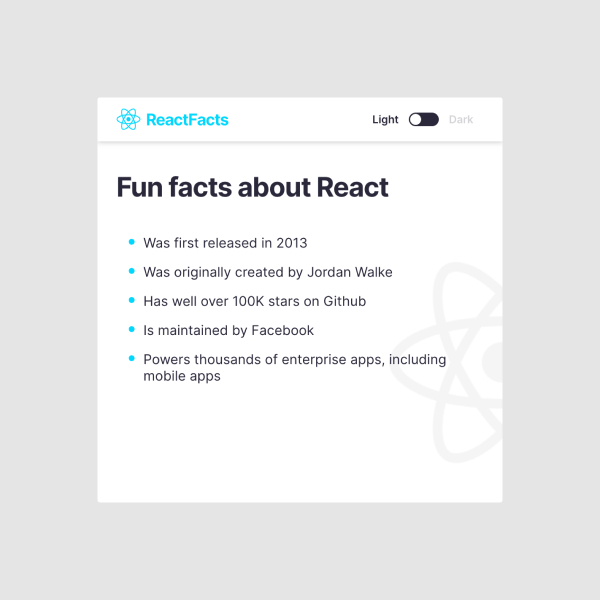 ReactFacts
Light
Dark
Fun facts about React
Was first released in 2013
Was originally created by Jordan Walke
Has well over 100K stars on Github
Is maintained by Facebook
Powers thousands of enterprise apps, including
mobile apps